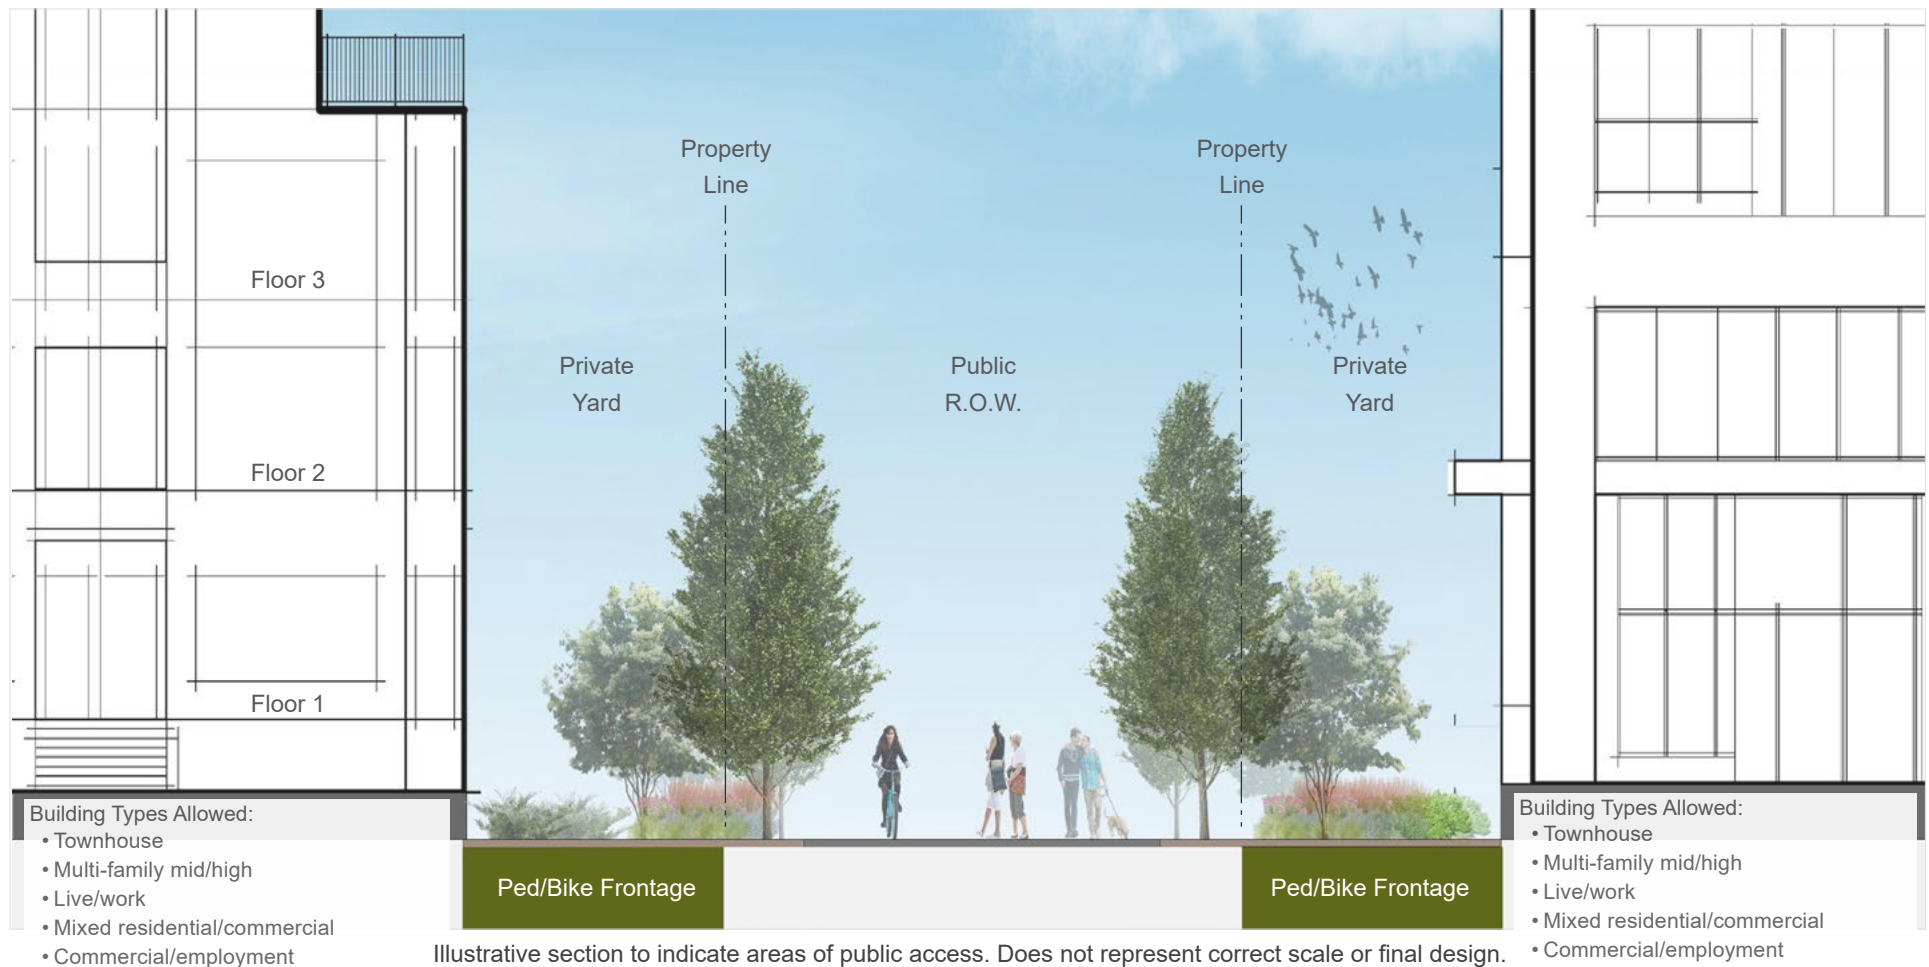 Property
Line
Property
Line
Floor 3
Private
Yard
Public
R.O.W.
Private
Yard
Floor 2
Floor 1
Building Types Allowed:
• Townhouse
• Multi-family mid/high
• Live/work
• Mixed residential/commercial
• Commercial/employment
Ped/Bike Frontage
Ped/Bike Frontage
Building Types Allowed:
• Townhouse
• Multi-family mid/high
• Live/work
• Mixed residential/commercial
• Commercial/employment
Illustrative section to indicate areas of public access. Does not represent correct scale or final design.